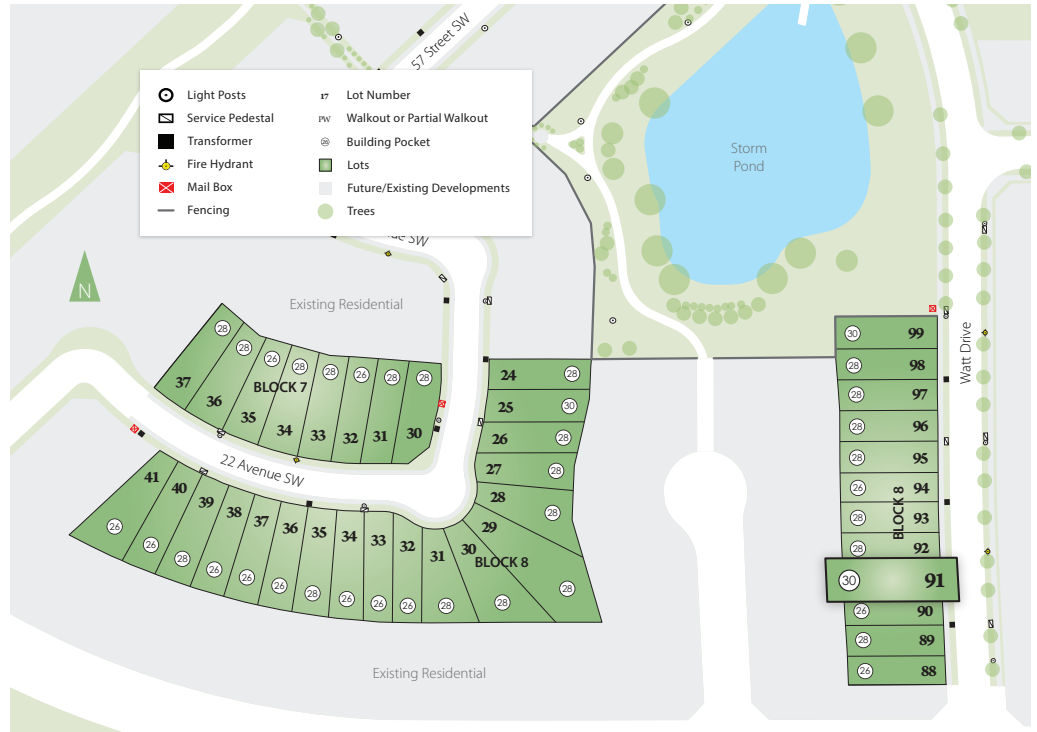 57 Street SW
Light Posts
Service Pedestal
Transformer
Fire Hydrant
Mail Box
Fencing
17 Lot Number
PW Walkout or Partial Walkout
28 Building Pocket
Lots
Future/Existing Developments
Trees
ue SW
Storm
Pond
N
Existing Residential
Watt Drive
BLOCK 7
28 37
28 36
26 35
28 34
28 33
26 32
28 31
28 30
22 Avenue SW
24 28
25 30
26 28
27 28
28 28
29 28
30 28
31 28
32 26
33 26
34 26
35 28
36 26
37 26
38 26
39 28
40 26
41 26
BLOCK 8
Existing Residential
30 99
28 98
28 97
28 96
28 95
26 94
28 93
28 92
BLOCK 8
30 91
26 90
28 89
26 88